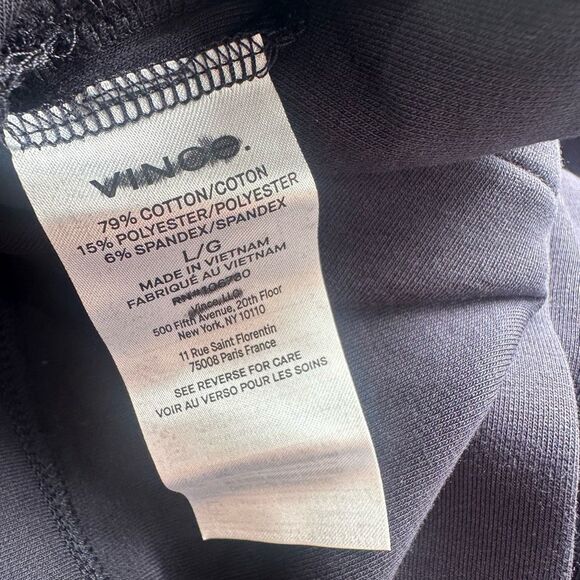 VINCE.
79% COTTON/COTON
15% POLYESTER/POLYESTER
6% SPANDEX/SPANDEX
L/G
MADE IN VIETNAM
FABRIQUÉ AU VIETNAM
Vince, LLC
500 Fifth Avenue, 20th Floor
New York, NY 10110
11 Rue Saint Florentin
75008 Paris France
SEE REVERSE FOR CARE
VOIR AU VERSO POUR LES SOINS